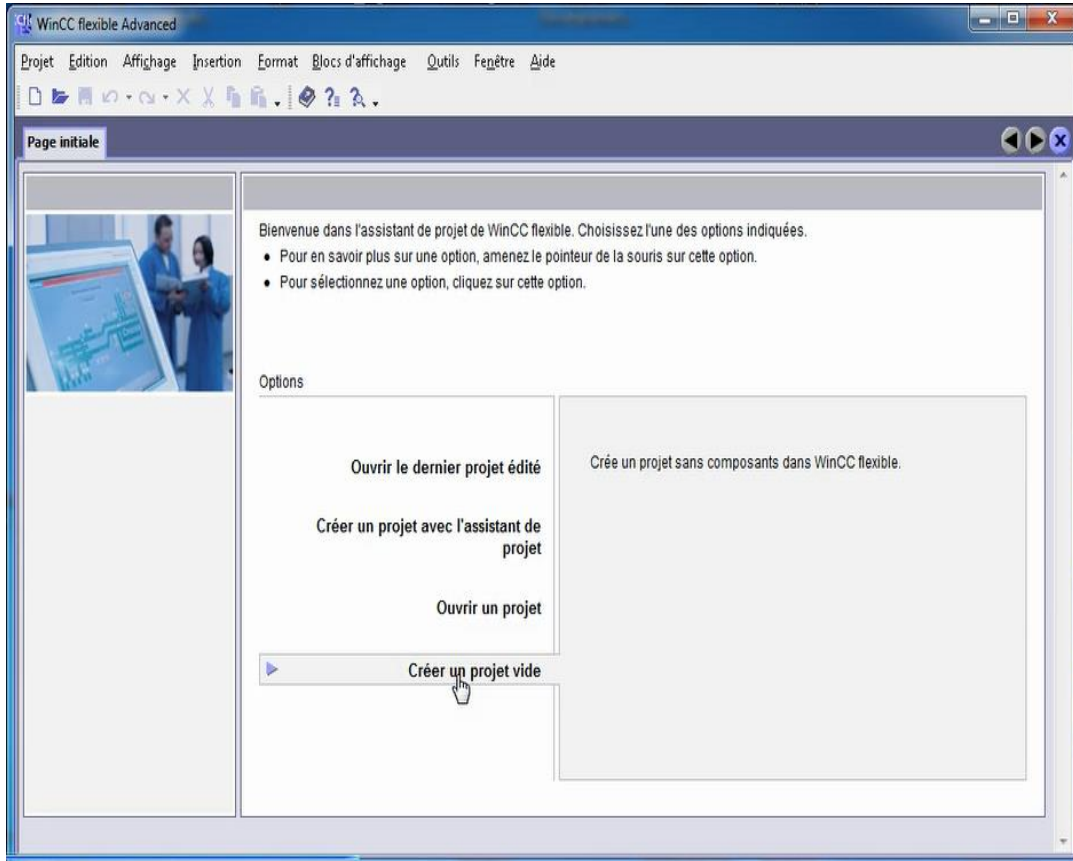 WinCC flexible Advanced
Projet Edition Affichage Insertion Format Blocs d'affichage Outils Fenêtre Aide
Page initiale
Bienvenue dans l'assistant de projet de WinCC flexible. Choisissez l'une des options indiquées.
• Pour en savoir plus sur une option, amenez le pointeur de la souris sur cette option.
• Pour sélectionnez une option, cliquez sur cette option.
Options
Ouvrir le dernier projet édité
Crée un projet sans composants dans WinCC flexible.
Créer un projet avec l'assistant de
projet
Ouvrir un projet
Créer un projet vide